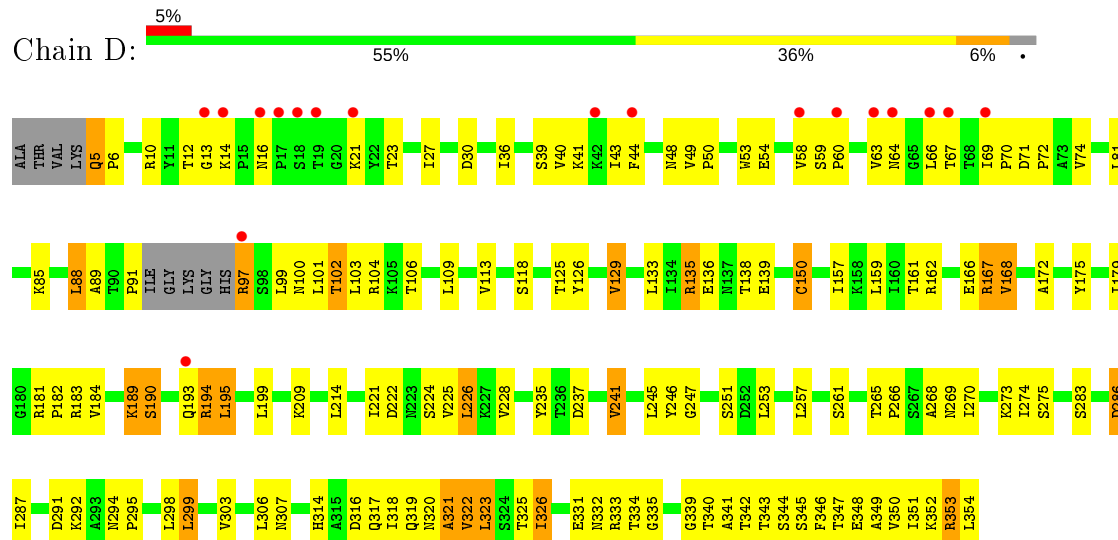 5%
Chain D:
55% 36% 6% •
ALA THR VAL LYS Q5 P6 R10 Y11 T12 G13 K14 P15 N16 P17 S18 T19 G20 K21 Y22 T23 I27 D30 I36 S39 V40 K41 K42 I43 F44 N48 V49 P50 W53 E54 V58 S59 P60 V63 N64 G65 L66 T67 T68 I69 P70 D71 P72 A73 V74
K85 L88 A89 T90 P91 ILE GLY LYS GLY HIS R97 S98 L99 N100 L101 T102 L103 R104 K105 T106 L109 V113 S118 T125 Y126 V129 L133 I134 R135 E136 N137 T138 E139 C150 I157 K158 L159 I160 T161 R162 E166 R167 V168 A172 Y175
G180 R181 P182 R183 V184 K189 S190 Q193 R194 L195 L199 K209 L214 I221 D222 N223 S224 V225 L226 K227 V228 Y235 T236 D237 V241 L245 Y246 G247 S251 D252 L253 L257 S261 T265 P266 S267 A268 N269 I270 K273 I274 S275 S283
I287 D291 K292 A293 N294 P295 L298 L299 V303 L306 N307 H314 A315 D316 Q317 I318 Q319 N320 A321 V322 L323 S324 T325 I326 E331 N332 R333 T334 G335 G339 T340 A341 T342 T343 S344 S345 F346 T347 E348 A349 V350 I351 K352 R353 L354